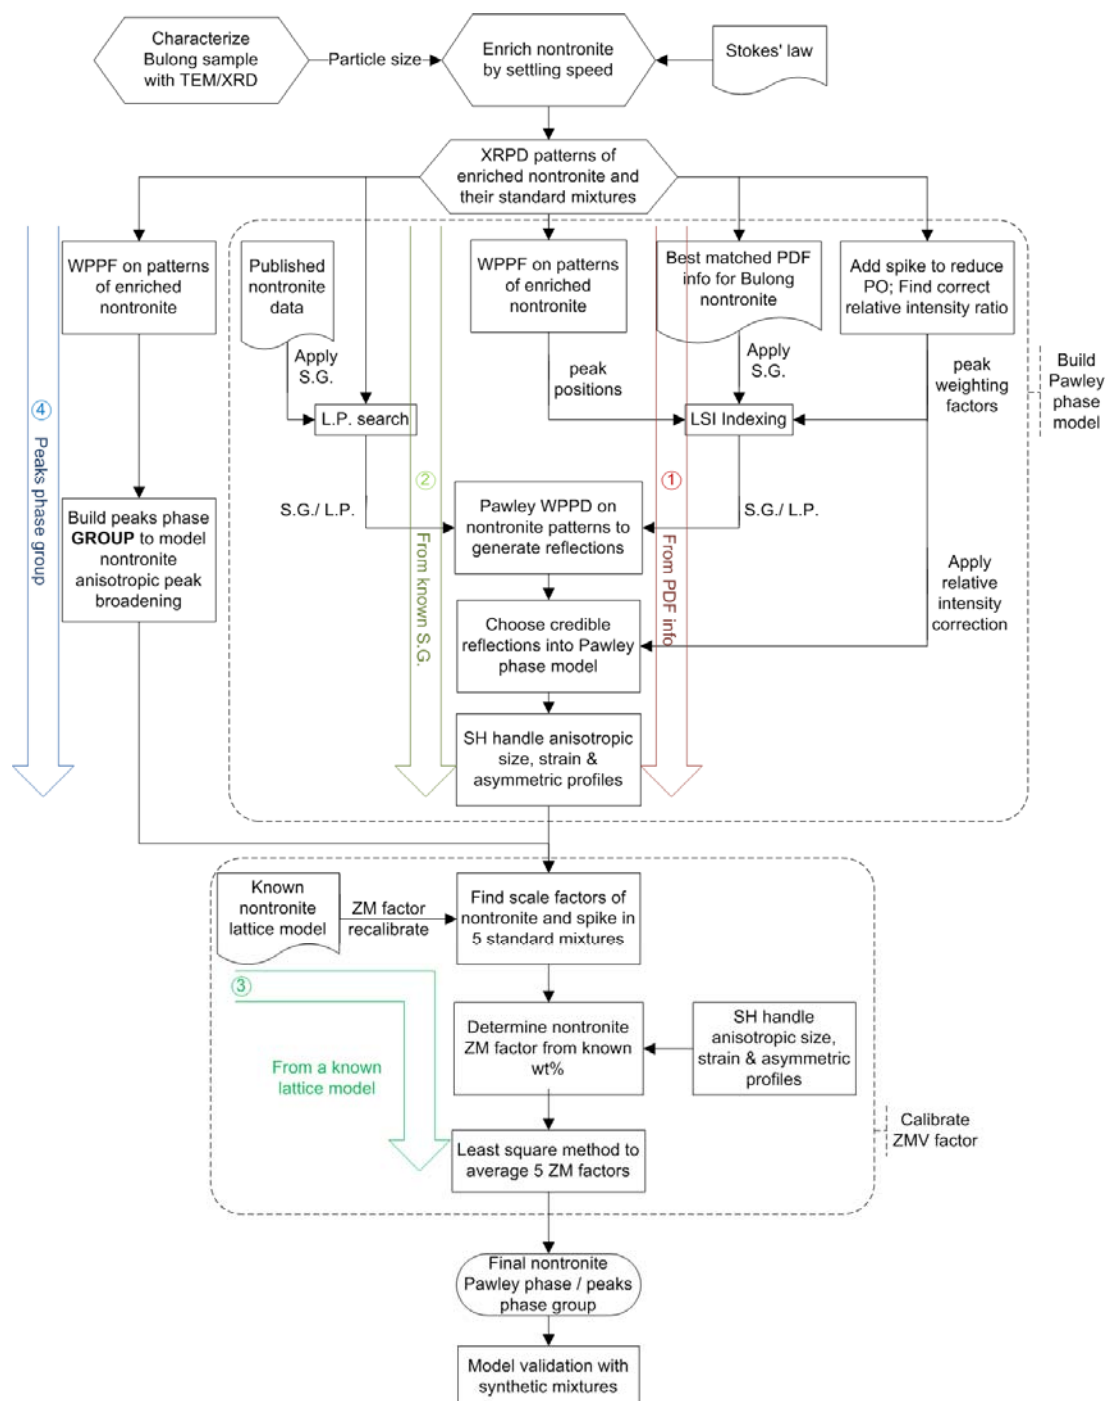 Characterize
Bulong sample
with TEM/XRD
Particle size
Enrich nontronite
by settling speed
Stokes' law
XRPD patterns of
enriched nontronite and
their standard mixtures
WPPF on patterns
of enriched
nontronite
Published
nontronite
data
WPPF on patterns
of enriched
nontronite
Best matched PDF
info for Bulong
nontronite
Add spike to reduce
PO; Find correct
relative intensity ratio
Apply
S.G.
peak
positions
Apply
S.G.
peak
weighting
factors
Build
Pawley
phase
model
L.P. search
LSI Indexing
④ Peaks phase group
② From known S.G.
① From PDF info
S.G./ L.P.
S.G./ L.P.
Build peaks phase
GROUP to model
nontronite
anisotropic peak
broadening
Pawley WPPD on
nontronite patterns to
generate reflections
Apply
relative
intensity
correction
Choose credible
reflections into Pawley
phase model
SH handle anisotropic
size, strain &
asymmetric profiles
Known
nontronite
lattice model
ZM factor
recalibrate
Find scale factors of
nontronite and spike in
5 standard mixtures
③
From a known
lattice model
Determine nontronite
ZM factor from known
wt%
SH handle
anisotropic size,
strain & asymmetric
profiles
Calibrate
ZMV factor
Least square method to
average 5 ZM factors
Final nontronite
Pawley phase / peaks
phase group
Model validation with
synthetic mixtures